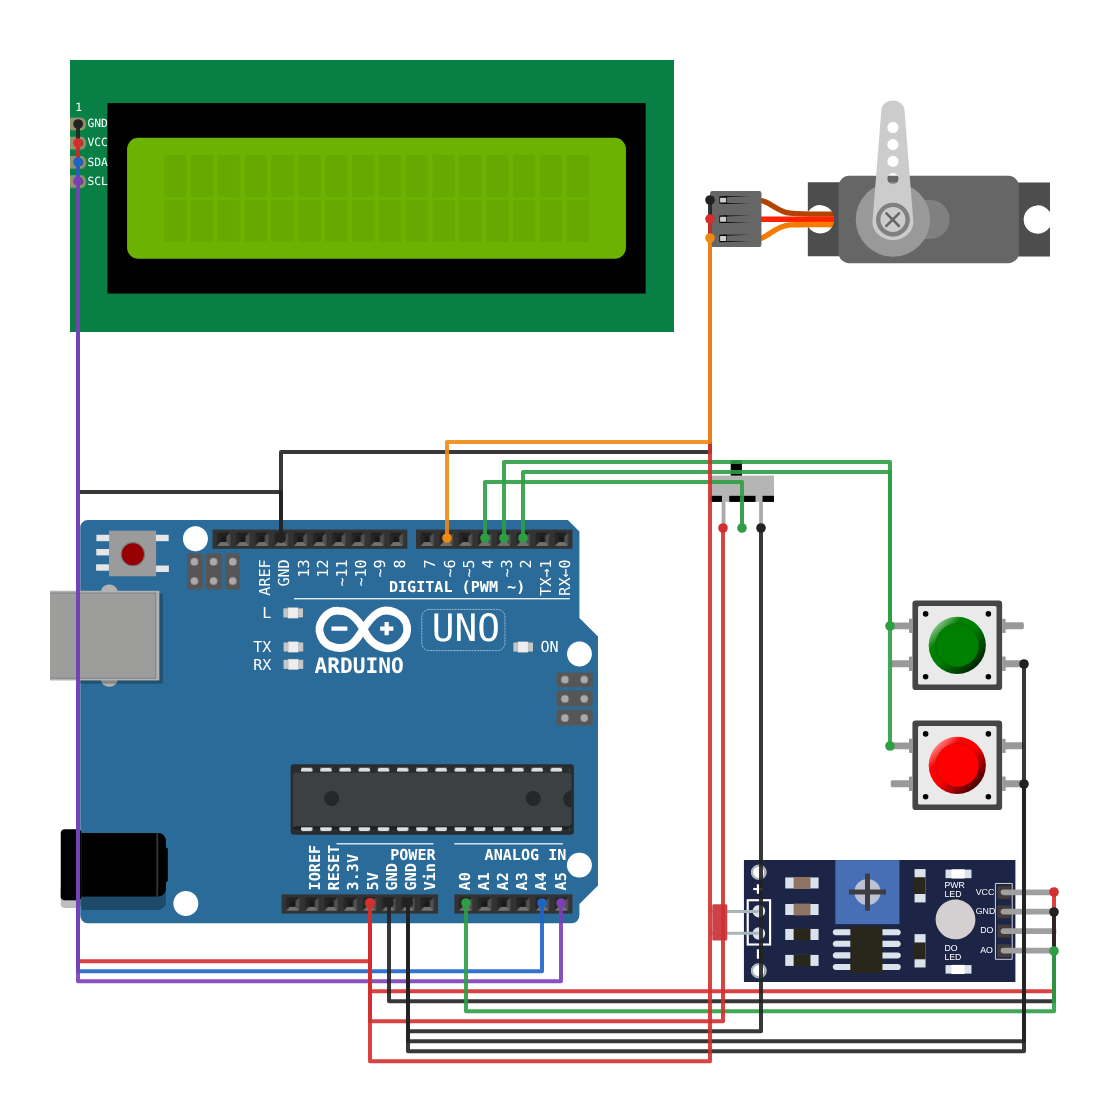 1
GND
VCC
SDA
SCL
AREF
GND
13
12
~11
~10
~9
8
7
~6
~5
4
~3
2
TX→1
RX←0
DIGITAL (PWM ~)
L
TX
RX
ARDUINO
UNO
ON
IOREF
RESET
3.3V
5V
GND
GND
Vin
POWER
ANALOG IN
A0
A1
A2
A3
A4
A5
+
PWR
LED
DO
LED
VCC
GND
DO
AO